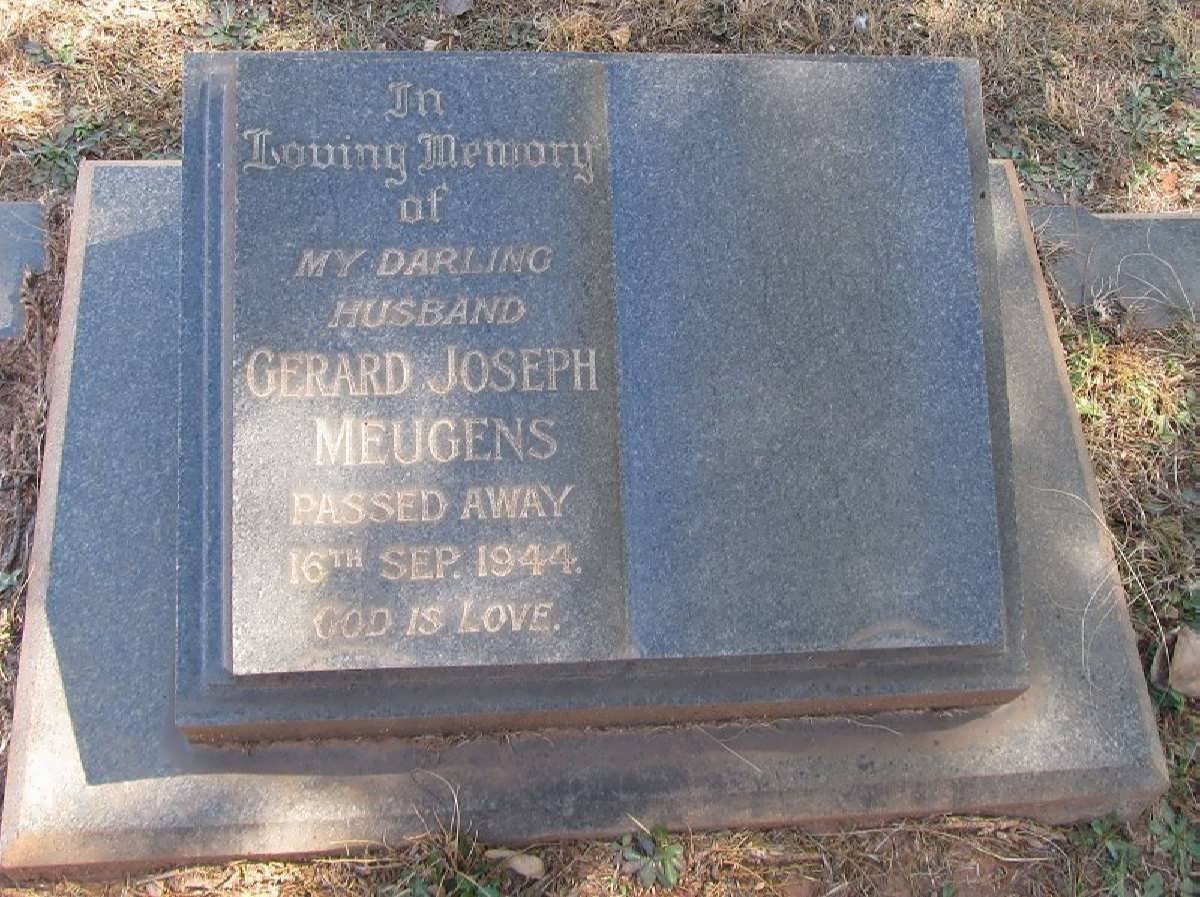 In
Loving Memory
of
MY DARLING
HUSBAND
GERARD JOSEPH
MEUGENS
PASSED AWAY
16TH SEP. 1944.
GOD IS LOVE.